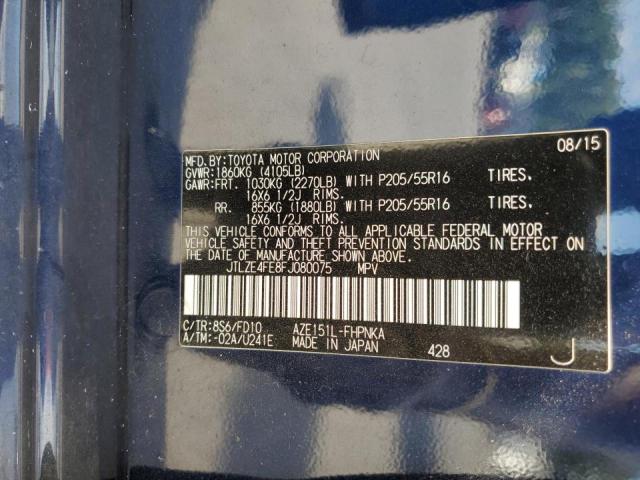 MFD.BY:TOYOTA MOTOR CORPORATION 08/15
GVWR:1860KG (4105LB)
GAWR:FRT. 1030KG (2270LB) WITH P205/55R16 TIRES.
16X6 1/2J RIMS.
RR. 855KG (1880LB) WITH P205/55R16 TIRES.
16X6 1/2J RIMS.
THIS VEHICLE CONFORMS TO ALL APPLICABLE FEDERAL MOTOR
VEHICLE SAFETY AND THEFT PREVENTION STANDARDS IN EFFECT ON
THE DATE OF MANUFACTURE SHOWN ABOVE.
JTLZE4FE8FJ080075 MPV
C/TR:8S6/FD10 AZE151L-FHPNKA
A/TM:-02A/U241E MADE IN JAPAN 428 J